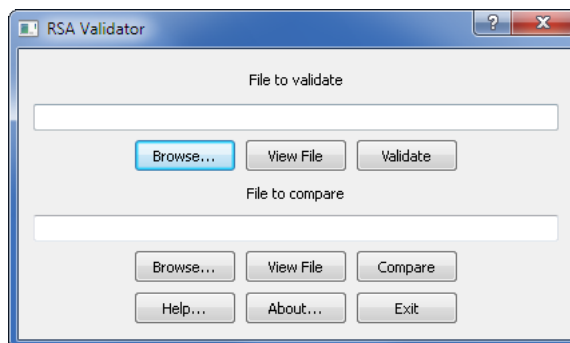 RSA Validator
File to validate
Browse... View File Validate
File to compare
Browse... View File Compare
Help... About... Exit